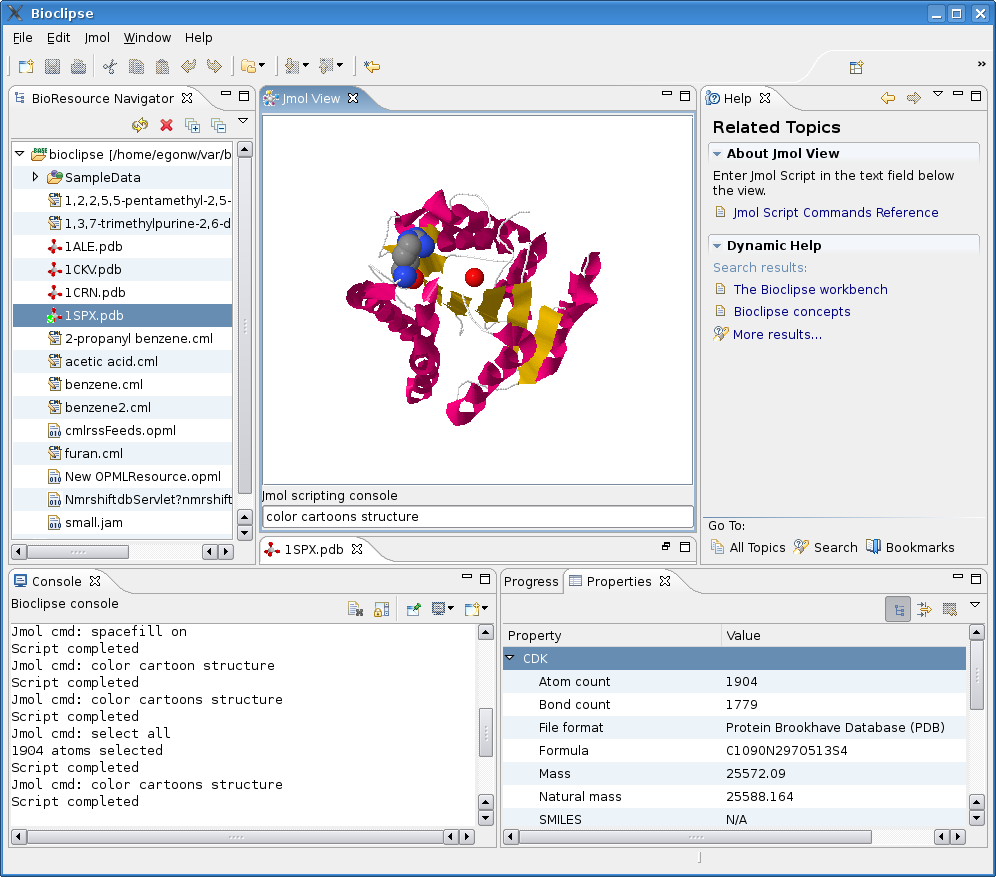 Bioclipse
File Edit Jmol Window Help
BioResource Navigator
bioclipse [/home/egonw/var/b
SampleData
1,2,2,5,5-pentamethyl-2,5-
1,3,7-trimethylpurine-2,6-d
1ALE.pdb
1CKV.pdb
1CRN.pdb
1SPX.pdb
2-propanyl benzene.cml
acetic acid.cml
benzene.cml
benzene2.cml
cmlrssFeeds.opml
furan.cml
New OPMLResource.opml
NmrshiftdbServlet?nmrshift
small.jam
Jmol View
Jmol scripting console
color cartoons structure
1SPX.pdb
Help
Related Topics
About Jmol View
Enter Jmol Script in the text field below
the view.
Jmol Script Commands Reference
Dynamic Help
Search results:
The Bioclipse workbench
Bioclipse concepts
More results...
Go To:
All Topics Search Bookmarks
Console
Bioclipse console
Jmol cmd: spacefill on
Script completed
Jmol cmd: color cartoon structure
Script completed
Jmol cmd: color cartoons structure
Script completed
Jmol cmd: select all
1904 atoms selected
Script completed
Jmol cmd: color cartoons structure
Script completed
Progress Properties
Property Value
CDK
Atom count 1904
Bond count 1779
File format Protein Brookhave Database (PDB)
Formula C1090N297O513S4
Mass 25572.09
Natural mass 25588.164
SMILES N/A